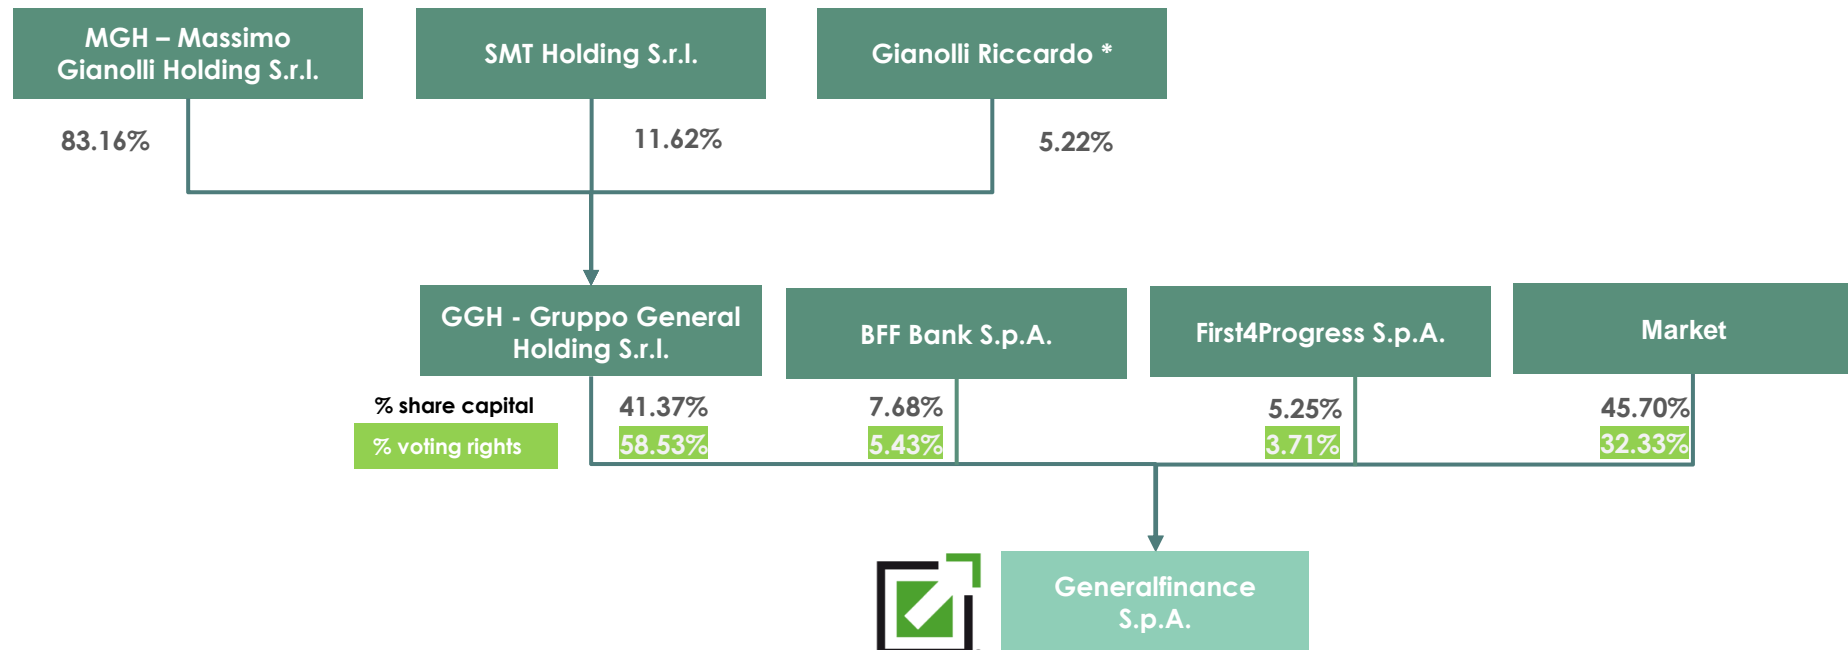 MGH – Massimo
Gianolli Holding S.r.l.
SMT Holding S.r.l.
Gianolli Riccardo *
83.16%
11.62%
5.22%
GGH - Gruppo General
Holding S.r.l.
BFF Bank S.p.A.
First4Progress S.p.A.
Market
% share capital
41.37%
7.68%
5.25%
45.70%
% voting rights
58.53%
5.43%
3.71%
32.33%
Generalfinance
S.p.A.